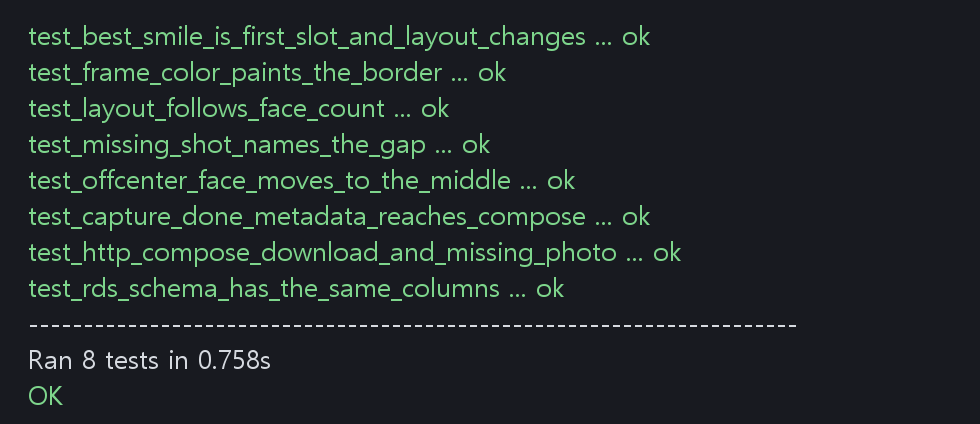 test_best_smile_is_first_slot_and_layout_changes ... ok
test_frame_color_paints_the_border ... ok
test_layout_follows_face_count ... ok
test_missing_shot_names_the_gap ... ok
test_offcenter_face_moves_to_the_middle ... ok
test_capture_done_metadata_reaches_compose ... ok
test_http_compose_download_and_missing_photo ... ok
test_rds_schema_has_the_same_columns ... ok
----------------------------------------------------------------------
Ran 8 tests in 0.758s
OK